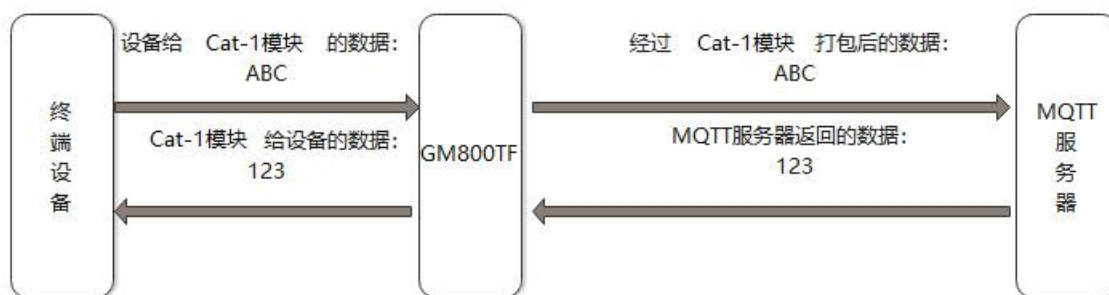 设备给 Cat-1模块 的数据：
ABC
Cat-1模块 给设备的数据：
123
终
端
设
备
GM800TF
经过 Cat-1模块 打包后的数据：
ABC
MQTT服务器返回的数据：
123
MQTT
服
务
器